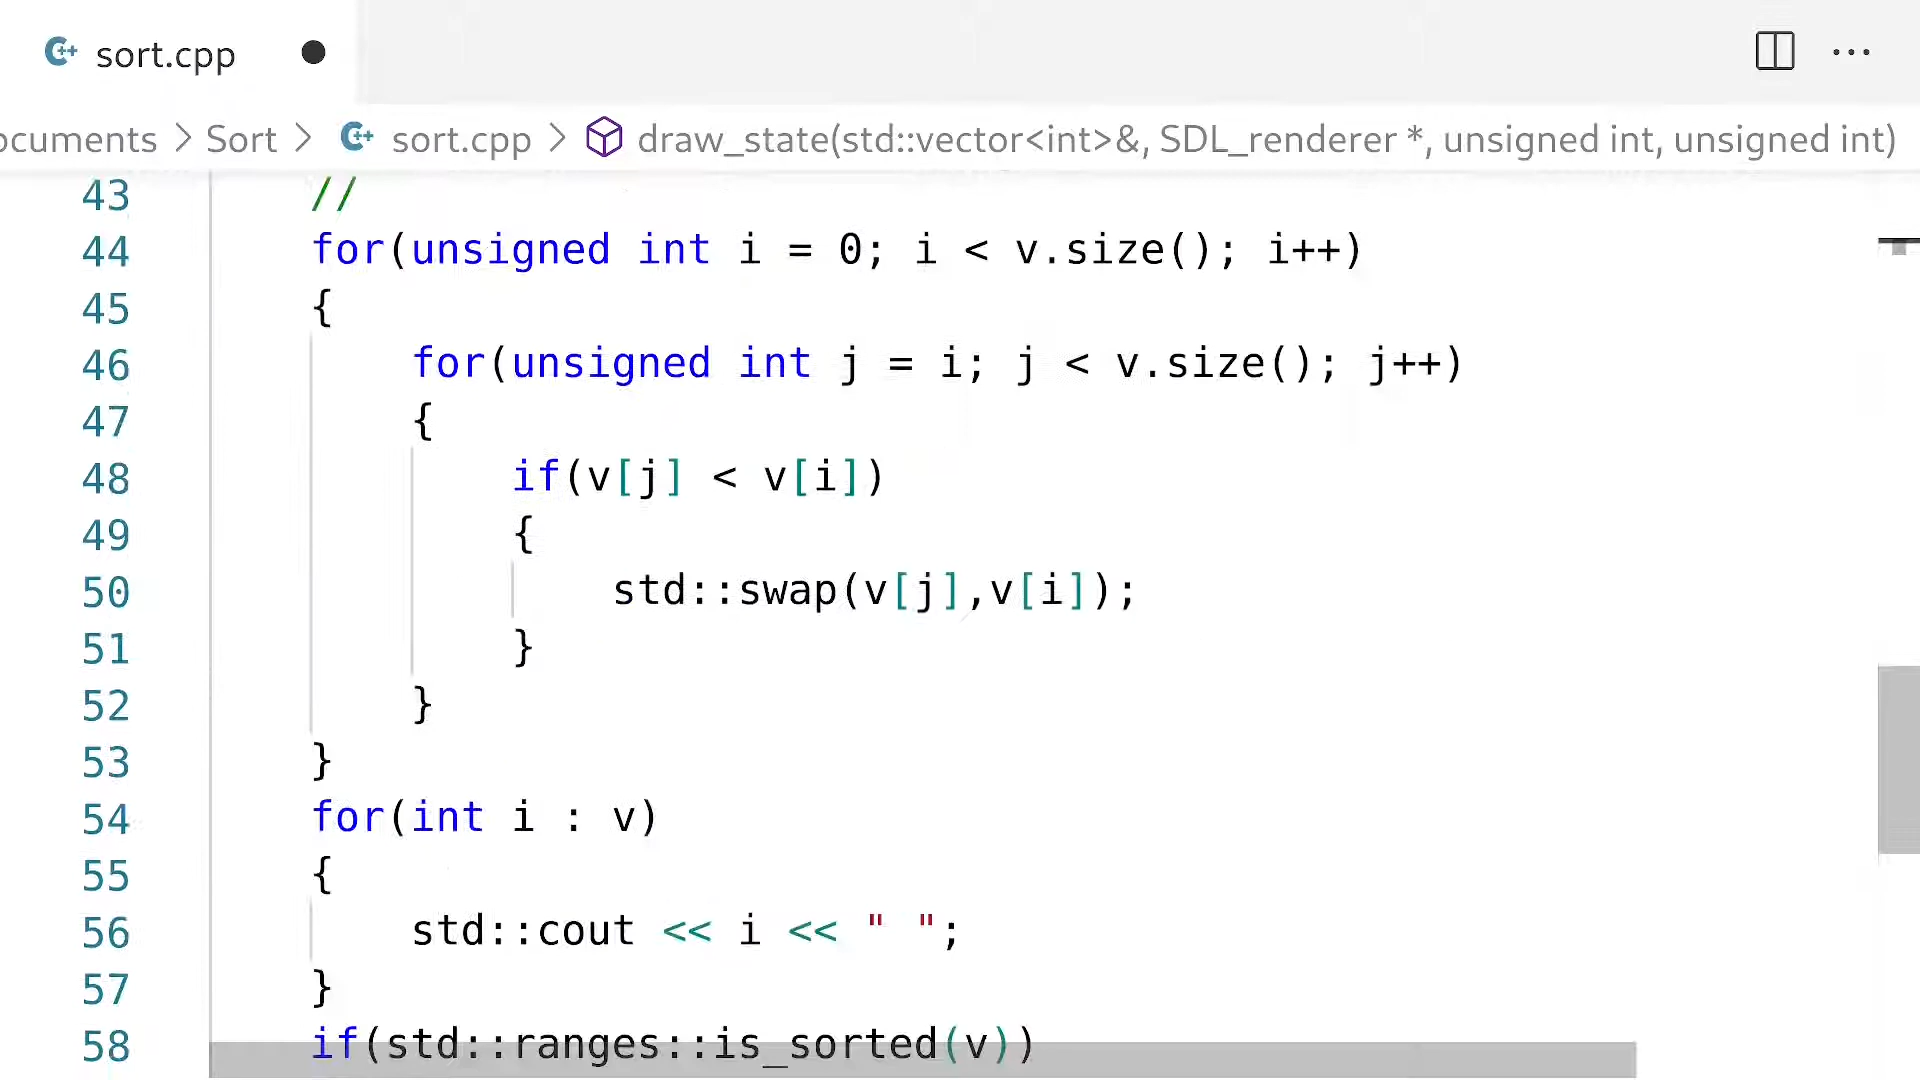 sort.cpp
ocuments > Sort > sort.cpp > draw_state(std::vector<int>&, SDL_renderer *, unsigned int, unsigned int)
43 //
44 for(unsigned int i = 0; i < v.size(); i++)
45 {
46 for(unsigned int j = i; j < v.size(); j++)
47 {
48 if(v[j] < v[i])
49 {
50 std::swap(v[j],v[i]);
51 }
52 }
53 }
54 for(int i : v)
55 {
56 std::cout << i << " ";
57 }
58 if(std::ranges::is_sorted(v))